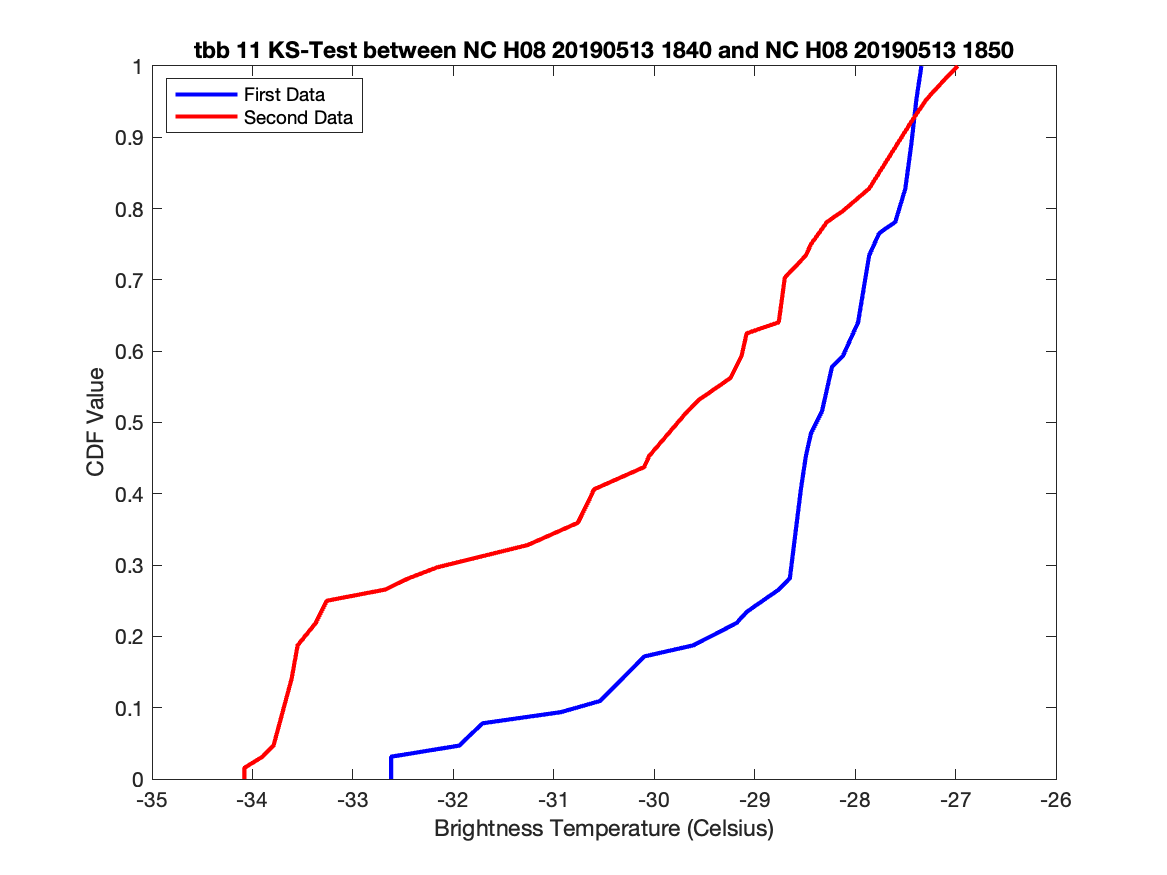 tbb 11 KS-Test between NC H08 20190513 1840 and NC H08 20190513 1850
First Data
Second Data
1
0.9
0.8
0.7
0.6
0.5
0.4
0.3
0.2
0.1
0
CDF Value
-35 -34 -33 -32 -31 -30 -29 -28 -27 -26
Brightness Temperature (Celsius)